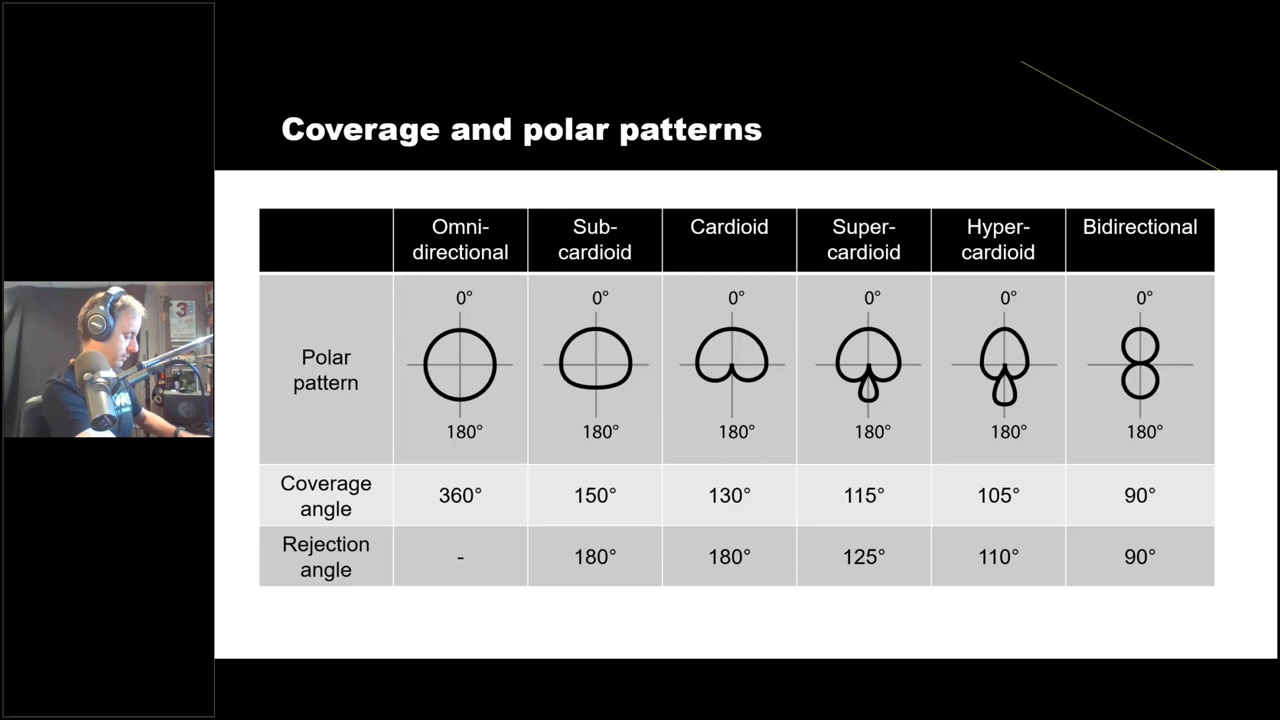 Coverage and polar patterns
Omni-
directional
Sub-
cardioid
Cardioid
Super-
cardioid
Hyper-
cardioid
Bidirectional
Polar
pattern
0°
180°
0°
180°
0°
180°
0°
180°
0°
180°
0°
180°
Coverage
angle
360°
150°
130°
115°
105°
90°
Rejection
angle
-
180°
180°
125°
110°
90°
3